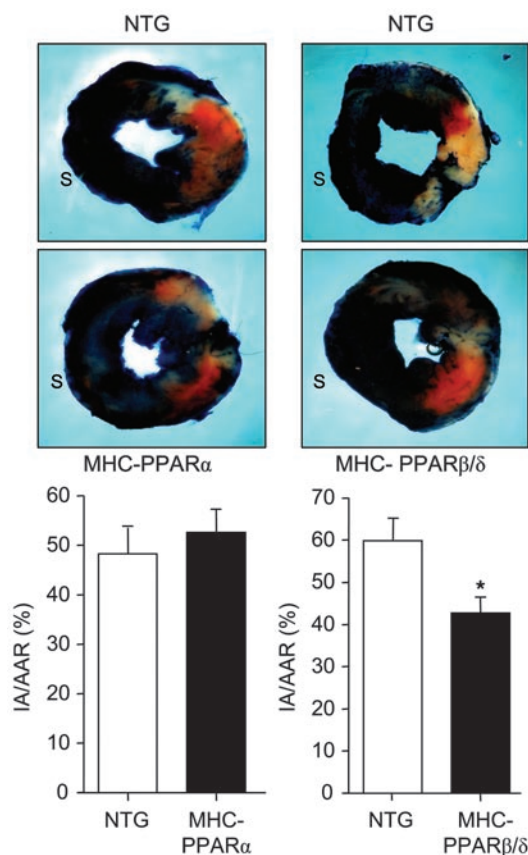 NTG
NTG
S
S
S
S
MHC-PPARα
MHC- PPARβ/δ
60
50
40
30
20
10
0
IA/AAR (%)
NTG
MHC-
PPARα
70
60
50
40
30
20
10
0
IA/AAR (%)
*
NTG
MHC-
PPARβ/δ